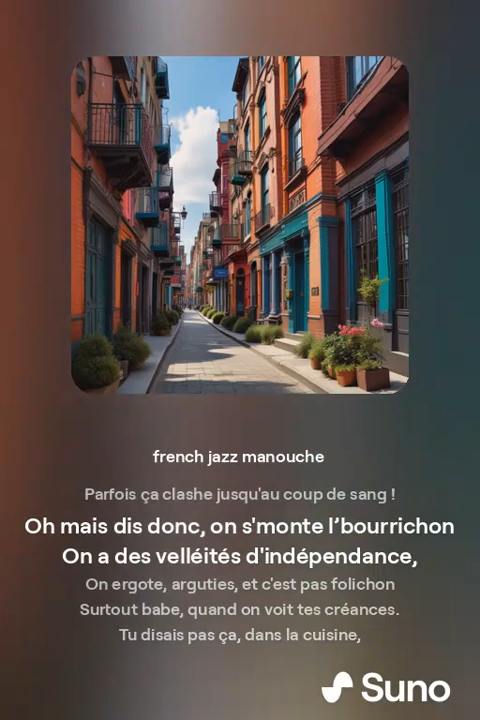 french jazz manouche
Parfois ça clashe jusqu'au coup de sang !
Oh mais dis donc, on s'monte l’bourrichon
On a des velléités d'indépendance,
On ergote, arguties, et c'est pas folichon
Surtout babe, quand on voit tes créances.
Tu disais pas ça, dans la cuisine,
Suno